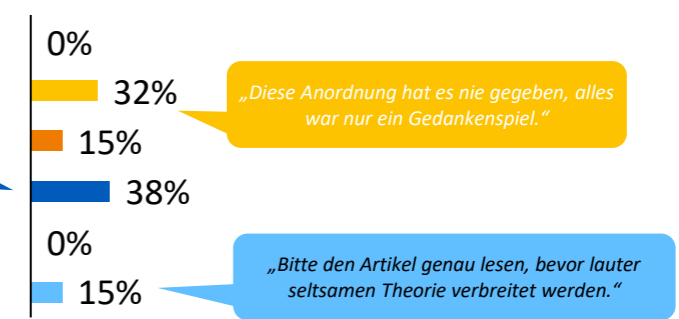 0%
32%
„Diese Anordnung hat es nie gegeben, alles
war nur ein Gedankenspiel.“
15%
38%
0%
15%
„Bitte den Artikel genau lesen, bevor lauter
seltsamen Theorie verbreitet werden.“